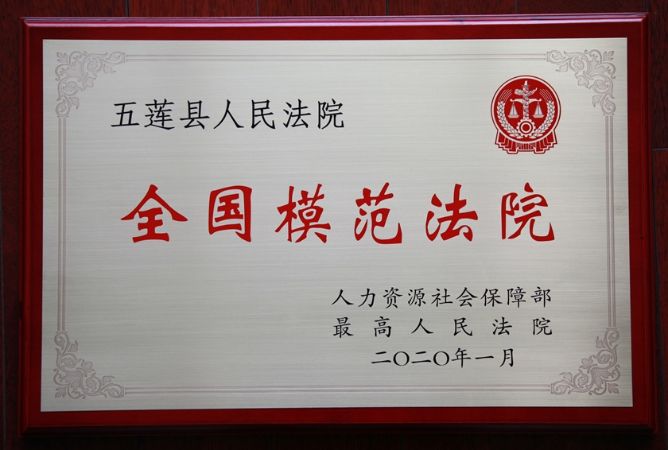 五莲县人民法院
全国模范法院
人力资源社会保障部
最高人民法院
二〇二〇年一月